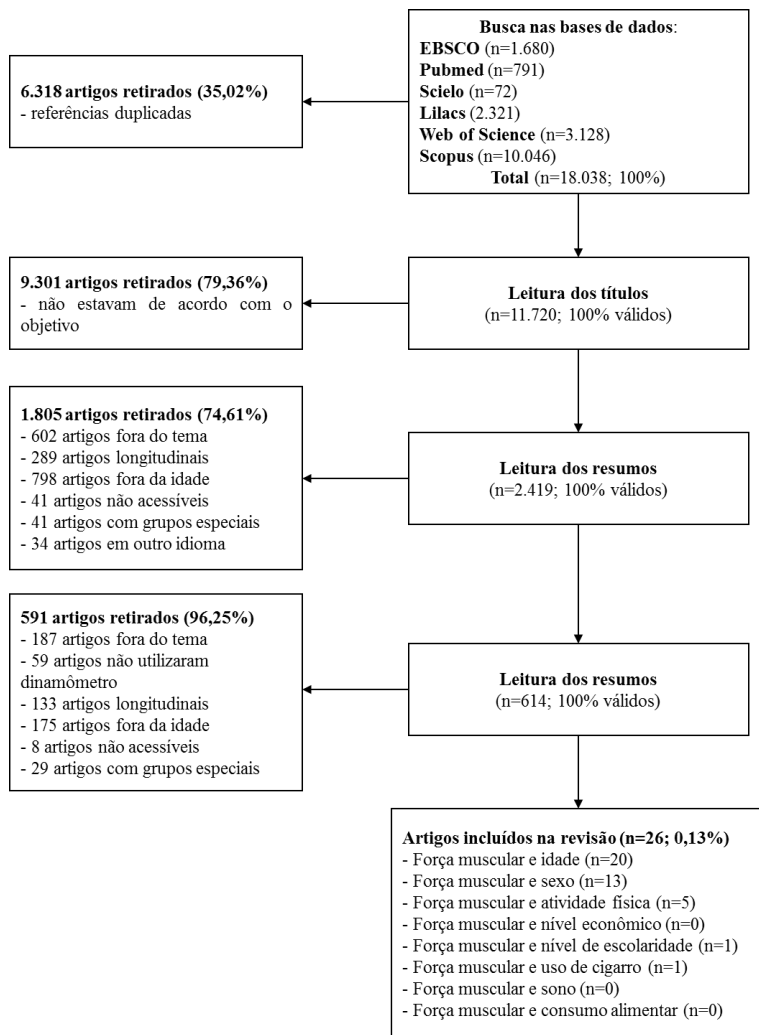 Busca nas bases de dados:
EBSCO (n=1.680)
Pubmed (n=791)
Scielo (n=72)
Lilacs (2.321)
Web of Science (n=3.128)
Scopus (n=10.046)
Total (n=18.038; 100%)
6.318 artigos retirados (35,02%)
- referências duplicadas
Leitura dos títulos
(n=11.720; 100% válidos)
9.301 artigos retirados (79,36%)
- não estavam de acordo com o
objetivo
Leitura dos resumos
(n=2.419; 100% válidos)
1.805 artigos retirados (74,61%)
- 602 artigos fora do tema
- 289 artigos longitudinais
- 798 artigos fora da idade
- 41 artigos não acessíveis
- 41 artigos com grupos especiais
- 34 artigos em outro idioma
Leitura dos resumos
(n=614; 100% válidos)
591 artigos retirados (96,25%)
- 187 artigos fora do tema
- 59 artigos não utilizaram
dinamômetro
- 133 artigos longitudinais
- 175 artigos fora da idade
- 8 artigos não acessíveis
- 29 artigos com grupos especiais
Artigos incluídos na revisão (n=26; 0,13%)
- Força muscular e idade (n=20)
- Força muscular e sexo (n=13)
- Força muscular e atividade física (n=5)
- Força muscular e nível econômico (n=0)
- Força muscular e nível de escolaridade (n=1)
- Força muscular e uso de cigarro (n=1)
- Força muscular e sono (n=0)
- Força muscular e consumo alimentar (n=0)